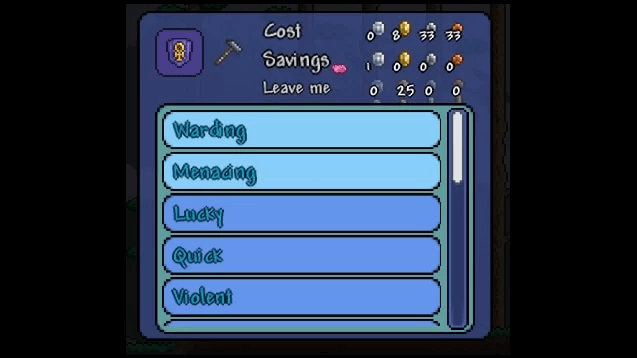 Cost 0 8 33 33
Savings 1 0 0 0
Leave me 0 25 0 0
Warding
Menacing
Lucky
Quick
Violent